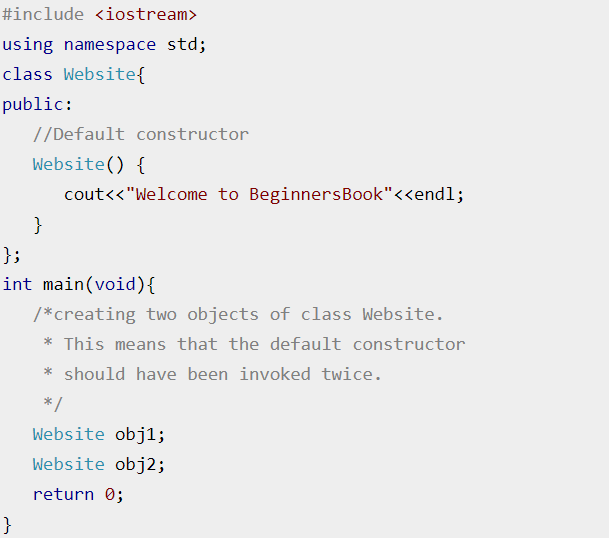 #include <iostream>
using namespace std;
class Website{
public:
   //Default constructor
   Website() {
      cout<<"Welcome to BeginnersBook"<<endl;
   }
};
int main(void){
   /*creating two objects of class Website.
    * This means that the default constructor
    * should have been invoked twice.
    */
   Website obj1;
   Website obj2;
   return 0;
}